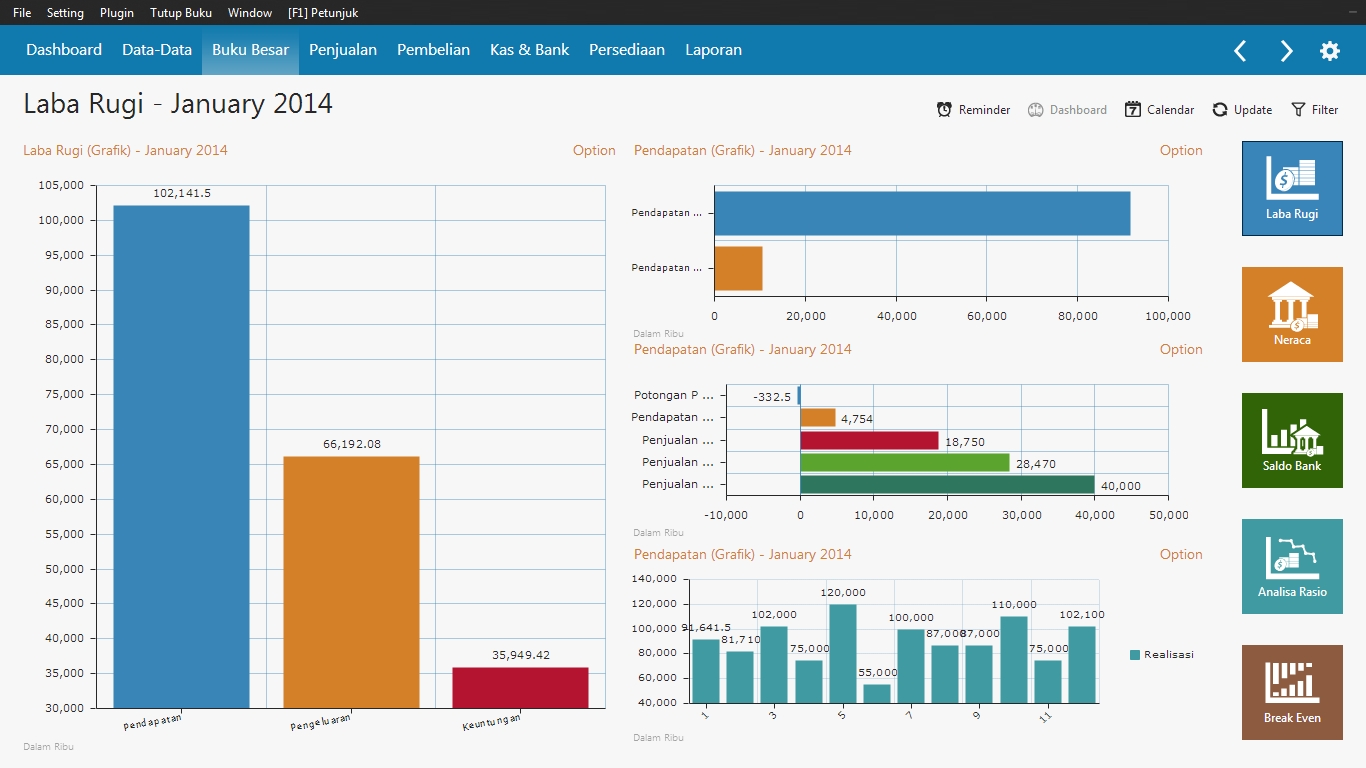 File Setting Plugin Tutup Buku Window [F1] Petunjuk
Dashboard Data-Data Buku Besar Penjualan Pembelian Kas & Bank Persediaan Laporan
Laba Rugi - January 2014
Reminder Dashboard 7 Calendar Update Filter
Laba Rugi (Grafik) - January 2014 Option
105,000
100,000
95,000
90,000
85,000
80,000
75,000
70,000
65,000
60,000
55,000
50,000
45,000
40,000
35,000
30,000
102,141.5
66,192.08
35,949.42
Pendapatan Pengeluaran Keuntungan
Dalam Ribu
Pendapatan (Grafik) - January 2014 Option
Pendapatan ...
Pendapatan ...
0 20,000 40,000 60,000 80,000 100,000
Dalam Ribu
Pendapatan (Grafik) - January 2014 Option
Potongan P ... -332.5
Pendapatan ... 4,754
Penjualan ... 18,750
Penjualan ... 28,470
Penjualan ... 40,000
-10,000 0 10,000 20,000 30,000 40,000 50,000
Dalam Ribu
Pendapatan (Grafik) - January 2014 Option
140,000
120,000
100,000
80,000
60,000
40,000
91,641.5 81,710 102,000 75,000 120,000 55,000 100,000 87,000 87,000 110,000 75,000 102,100
1 3 5 7 9 11
Realisasi
Dalam Ribu
$
Laba Rugi
$
Neraca
$
Saldo Bank
$
Analisa Rasio
Break Even